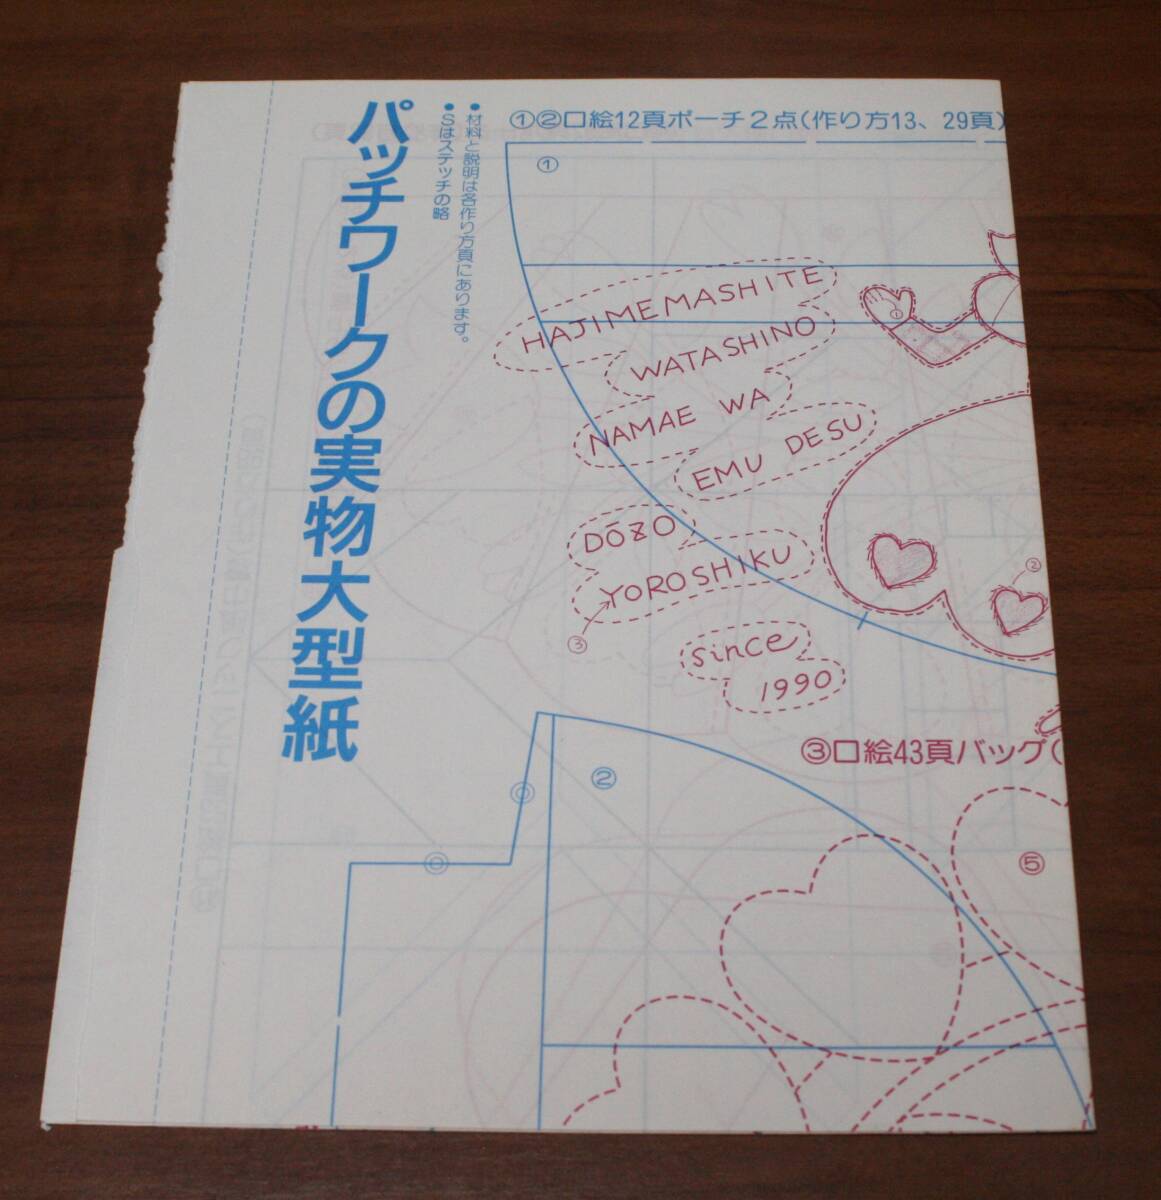 パッチワークの実物大型紙
•材料と説明は各作り方頁にあります。
•Sはステッチの略
①②口絵12頁ポーチ2点(作り方13、29頁)
①
HAJIMEMASHITE
WATASHINO
NAMAE WA
EMU DESU
DŌZO
YOROSHIKU
since
1990
①
②
③
③口絵43頁バッグ(
②
◎
◎
⑤